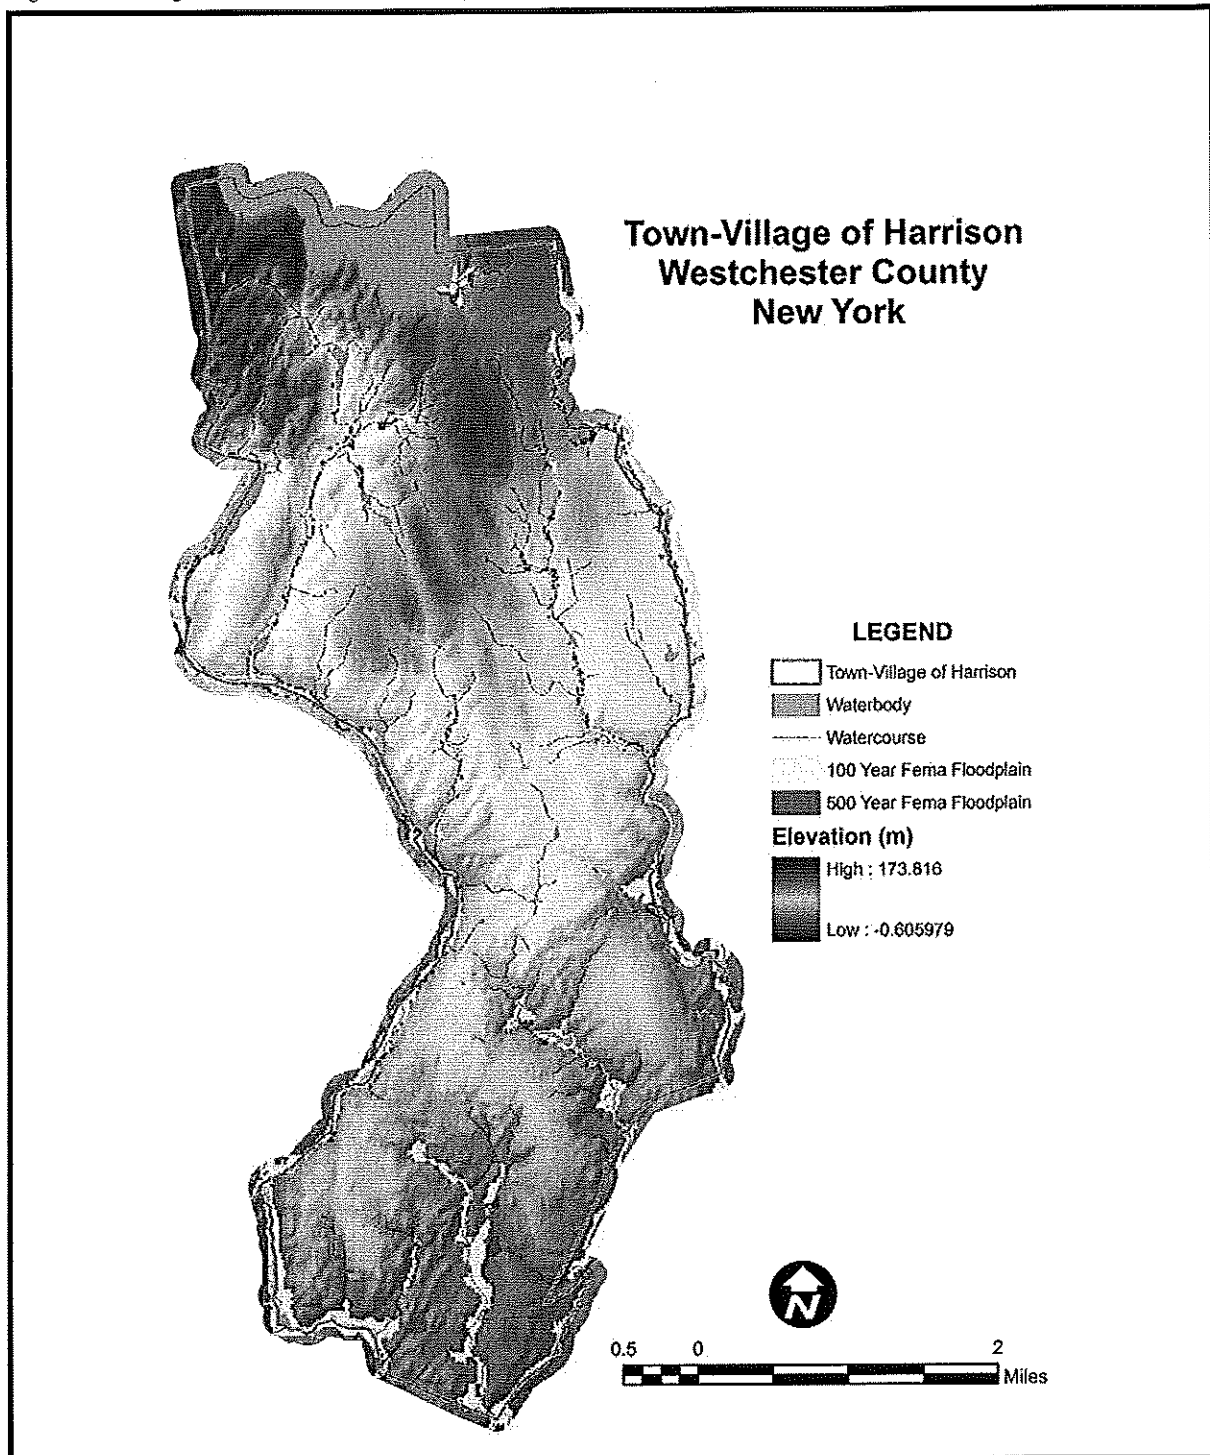 Town-Village of Harrison
Westchester County
New York
LEGEND
Town-Village of Harrison
Waterbody
Watercourse
100 Year Fema Floodplain
500 Year Fema Floodplain
Elevation (m)
High : 173.816
Low : -0.605979
N
0.5 0 2
Miles